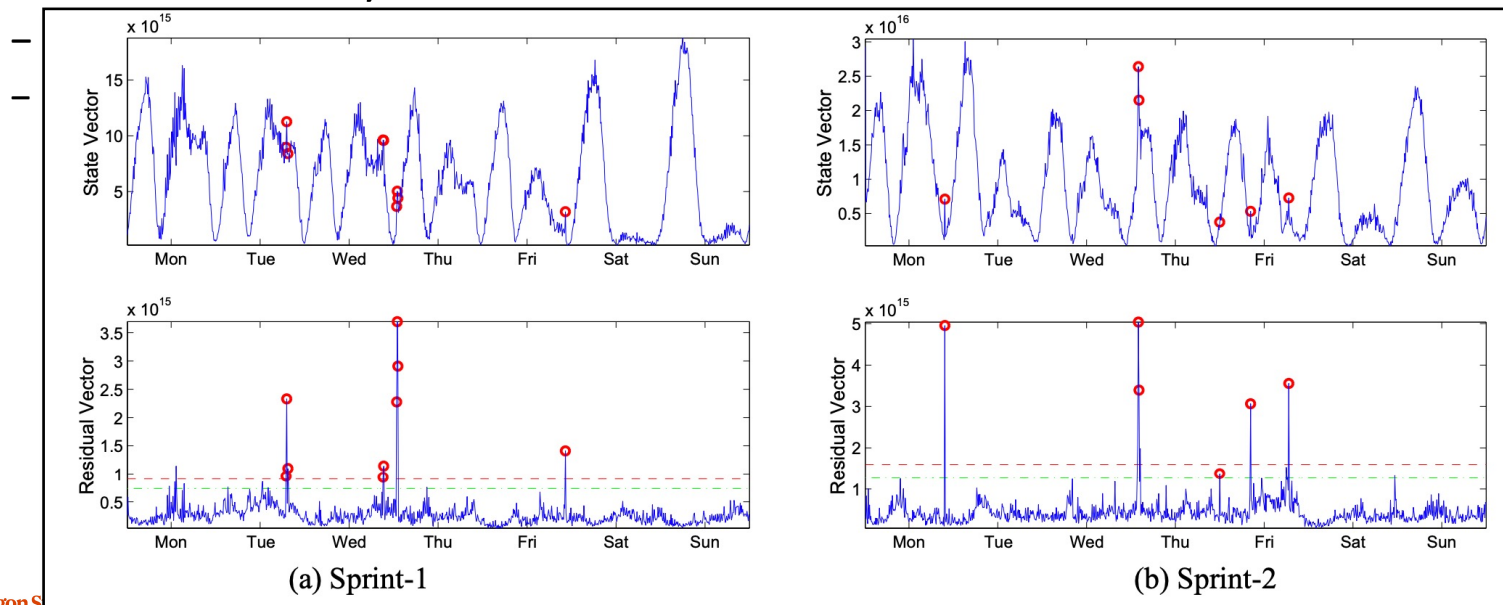 x 10^15
State Vector
15
10
5
Mon Tue Wed Thu Fri Sat Sun
x 10^15
Residual Vector
3.5
3
2.5
2
1.5
1
0.5
Mon Tue Wed Thu Fri Sat Sun
(a) Sprint-1
x 10^16
State Vector
3
2.5
2
1.5
1
0.5
Mon Tue Wed Thu Fri Sat Sun
x 10^15
Residual Vector
5
4
3
2
1
Mon Tue Wed Thu Fri Sat Sun
(b) Sprint-2